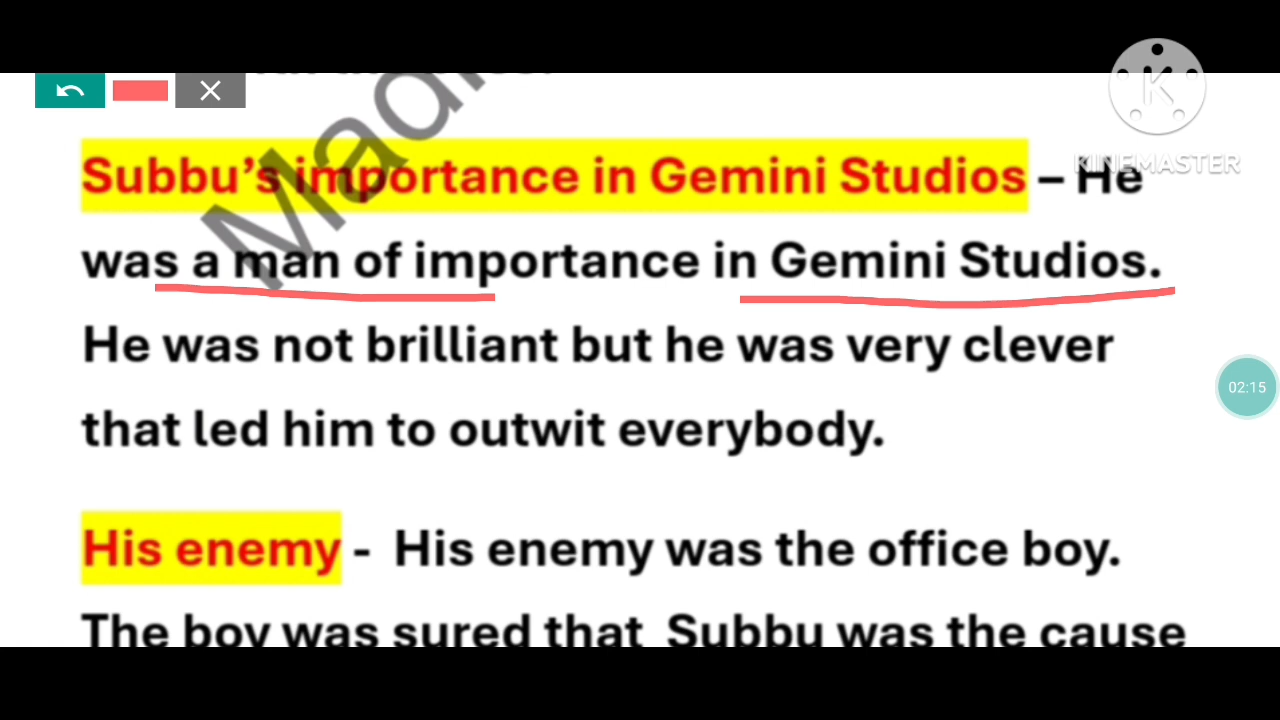 KINEMASTER
Subbu’s importance in Gemini Studios – He
was a man of importance in Gemini Studios.
He was not brilliant but he was very clever
that led him to outwit everybody.
02:15
His enemy - His enemy was the office boy.
The boy was sured that Subbu was the cause